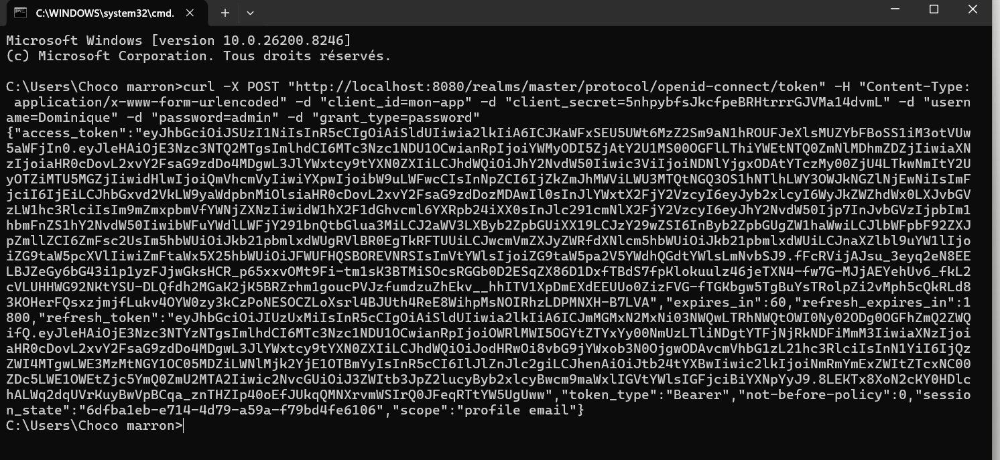 C:\WINDOWS\system32\cmd.
Microsoft Windows [version 10.0.26200.8246]
(c) Microsoft Corporation. Tous droits réservés.
C:\Users\Choco marron>curl -X POST "http://localhost:8080/realms/master/protocol/openid-connect/token" -H "Content-Type:
 application/x-www-form-urlencoded" -d "client_id=mon-app" -d "client_secret=5nhpybfsJkcfpeBRHtrrrGJVMa14dvmL" -d "usern
ame=Dominique" -d "password=admin" -d "grant_type=password"
{"access_token":"eyJhbGciOiJSUzI1NiIsInR5cCIgOiAiSldUIiwia2lkIiA6ICJKaWFxSEU5UWt6MzZ2Sm9aN1hROUFJeXlsMUZYbFBoSS1iM3otVUw
5aWFjIn0.eyJleHAiOjE3Nzc3NTQ2MTgsImlhdCI6MTc3Nzc1NDU1OCwianRpIjoiYWMyODI5ZjAtY2U1MS00OGFlLThiYWEtNTQ0ZmNlMDhmZDZjIiwiaXN
zIjoiaHR0cDovL2xvY2FsaG9zdDo4MDgwL3JlYWxtcy9tYXN0ZXIiLCJhdWQiOiJhY2NvdW50Iiwic3ViIjoiNDNlYjgxODAtYTczMy00ZjU4LTkwNmItY2U
yOTZiMTU5MGZjIiwidHlwIjoiQmVhcmVyIiwiYXpwIjoibW9uLWFwcCIsInNpZCI6IjZkZmJhMWViLWU3MTQtNGQ3OS1hNTlhLWY3OWJkNGZlNjEwNiIsImF
jciI6IjEiLCJhbGxvd2VkLW9yaWdpbnMiOlsiaHR0cDovL2xvY2FsaG9zdDozMDAwIl0sInJlYWxtX2FjY2VzcyI6eyJyb2xlcyI6WyJkZWZhdWx0LXJvbGV
zLW1hc3RlciIsIm9mZmxpbmVfYWNjZXNzIiwidW1hX2F1dGhvcml6YXRpb24iXX0sInJlc291cmNlX2FjY2VzcyI6eyJhY2NvdW50Ijp7InJvbGVzIjpbIm1
hbmFnZS1hY2NvdW50IiwibWFuYWdlLWFjY291bnQtbGlua3MiLCJ2aWV3LXByb2ZpbGUiXX19LCJzY29wZSI6InByb2ZpbGUgZW1haWwiLCJlbWFpbF92ZXJ
pZmllZCI6ZmFsc2UsIm5hbWUiOiJkb21pbmlxdWUgRVlBR0EgTkRFTUUiLCJwcmVmZXJyZWRfdXNlcm5hbWUiOiJkb21pbmlxdWUiLCJnaXZlbl9uYW1lIjo
iZG9taW5pcXVlIiwiZmFtaWx5X25hbWUiOiJFWUFHQSBOREVNRSIsImVtYWlsIjoiZG9taW5pa2V5YWdhQGdtYWlsLmNvbSJ9.fFcRVijAJsu_3eyq2eN8EE
LBJZeGy6bG43i1p1yzFJjwGksHCR_p65xxvOMt9Fi-tm1sK3BTMiSOcsRGGb0D2ESqZX86D1DxfTBdS7fpKlokuulz46jeTXN4-fw7G-MJjAEYehUv6_fkL2
cVLUHHWG92NKtYSU-DLQfdh2MGaK2jK5BRZrhm1goucPVJzfumdzuZhEkv__hhITV1XpDmEXdEEUUo0ZizFVG-fTGKbgw5TgBuYsTRolpZi2vMph5cQkRLd8
3KOHerFQsxzjmjfLukv4OYW0zy3kCzPoNESOCZLoXsrl4BJUth4ReE8WihpMsNOIRhzLDPMNXH-B7LVA","expires_in":60,"refresh_expires_in":1
800,"refresh_token":"eyJhbGciOiJIUzUxMiIsInR5cCIgOiAiSldUIiwia2lkIiA6ICJmMGMxN2MxNi03NWQwLTRhNWQtOWI0Ny02ODg0OGFhZmQ2ZWQ
ifQ.eyJleHAiOjE3Nzc3NTYzNTgsImlhdCI6MTc3Nzc1NDU1OCwianRpIjoiOWRlMWI5OGYtZTYxYy00NmUzLTliNDgtYTFjNjRkNDFiMmM3IiwiaXNzIjoi
aHR0cDovL2xvY2FsaG9zdDo4MDgwL3JlYWxtcy9tYXN0ZXIiLCJhdWQiOiJodHRwOi8vbG9jYWxob3N0OjgwODAvcmVhbG1zL21hc3RlciIsInN1YiI6IjQz
ZWI4MTgwLWE3MzMtNGY1OC05MDZiLWNlMjk2YjE1OTBmYyIsInR5cCI6IlJlZnJlc2giLCJhenAiOiJtb24tYXBwIiwic2lkIjoiNmRmYmExZWItZTcxNC00
ZDc5LWE1OWEtZjc5YmQ0ZmU2MTA2Iiwic2NvcGUiOiJ3ZWItb3JpZ2lucyByb2xlcyBwcm9maWxlIGVtYWlsIGFjciBiYXNpYyJ9.8LEKTx8XoN2cKY0HDlc
hALWq2dqUVrKuyBwVpBCqa_znTHZIp40oEfJUkqQMNXrvmWSIrQ0JFeqRTtYW5UgUww","token_type":"Bearer","not-before-policy":0,"sessio
n_state":"6dfba1eb-e714-4d79-a59a-f79bd4fe6106","scope":"profile email"}
C:\Users\Choco marron>